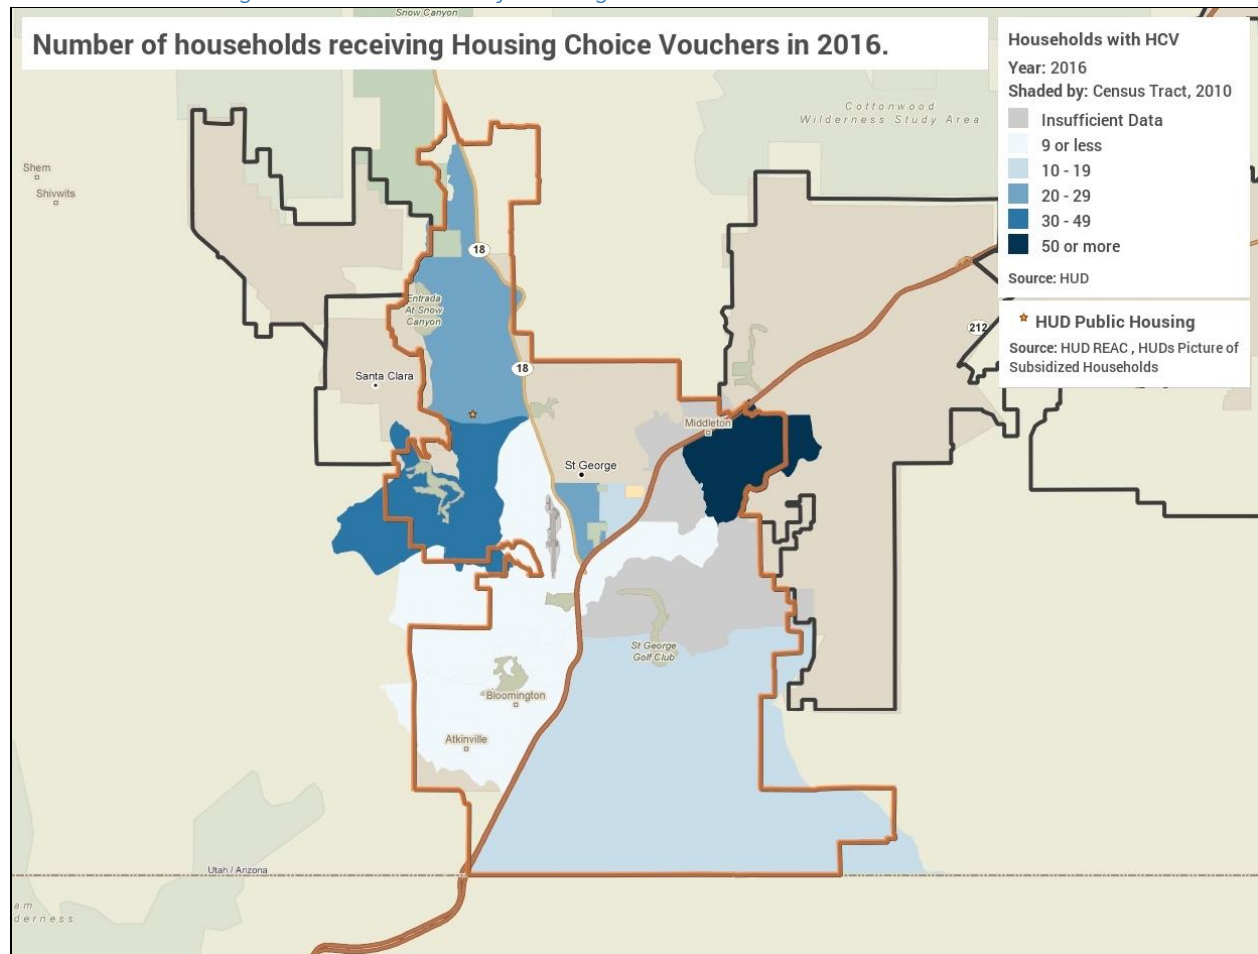 Snow Canyon
Number of households receiving Housing Choice Vouchers in 2016.
Households with HCV
Year: 2016
Shaded by: Census Tract, 2010
Insufficient Data
9 or less
10 - 19
20 - 29
30 - 49
50 or more
Source: HUD
HUD Public Housing
Source: HUD REAC , HUDs Picture of
Subsidized Households
Cottonwood
Wilderness Study Area
Shem
Shivwits
18
Entrada
At Snow
Canyon
212
18
Santa Clara
Middleton
St George
St George
Golf Club
Bloomington
Atkinville
Utah / Arizona